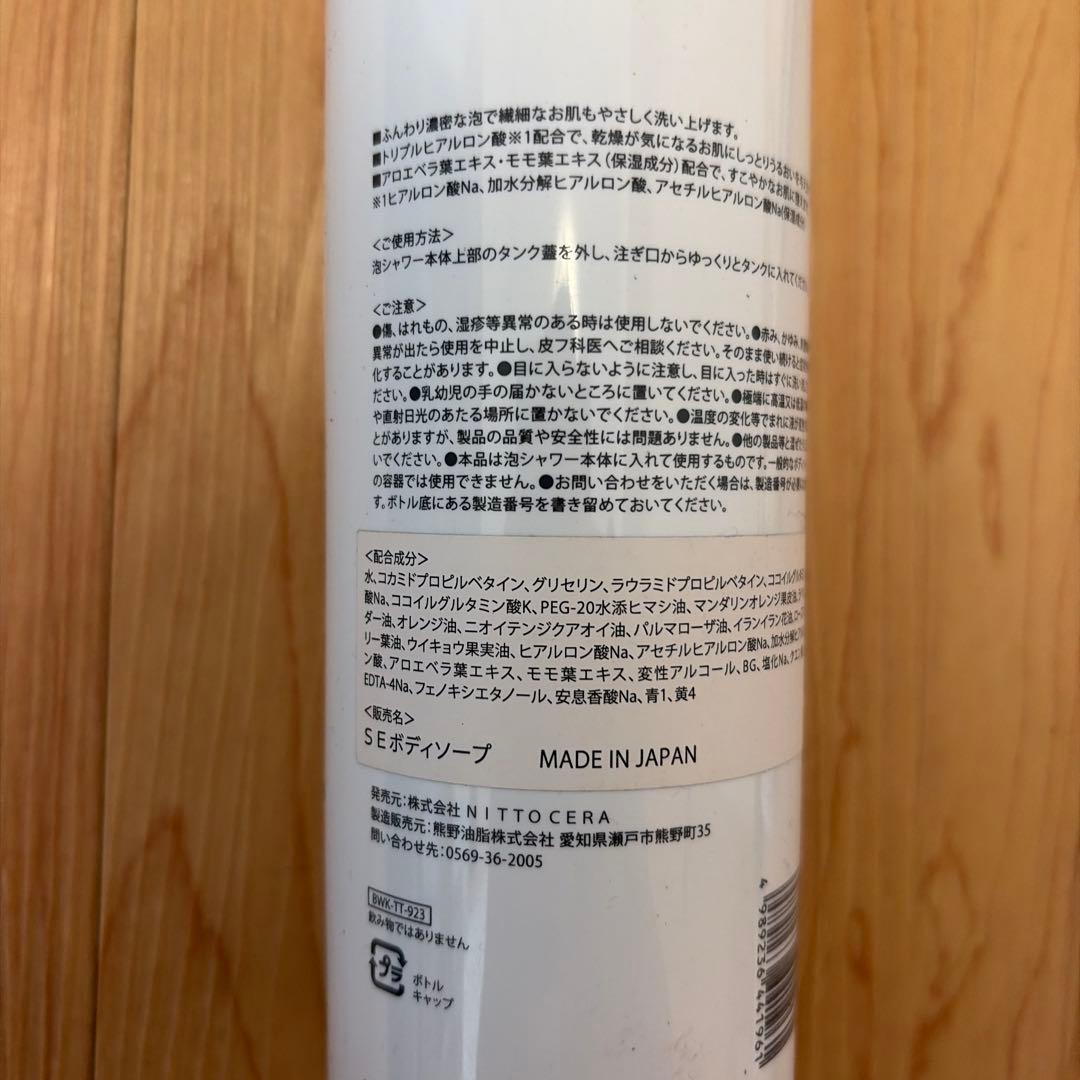 ■ふんわり濃密な泡で繊細なお肌もやさしく洗い上げます。
■トリプルヒアルロン酸※1配合で、乾燥が気になるお肌にしっとりうるおい
■アロエベラ葉エキス・モモ葉エキス（保湿成分）配合で、すこやかなお肌に
※1ヒアルロン酸Na、加水分解ヒアルロン酸、アセチルヒアルロン酸Na(保湿成分)
＜ご使用方法＞
泡シャワー本体上部のタンク蓋を外し、注ぎ口からゆっくりとタンクに入れてくだ
＜ご注意＞
●傷、はれもの、湿疹等異常のある時は使用しないでください。●赤み、かゆみ、
異常が出たら使用を中止し、皮フ科医へご相談ください。そのまま使い続けると
化することがあります。●目に入らないように注意し、目に入った時はすぐに洗い
ださい。●乳幼児の手の届かないところに置いてください。●極端に高温又は低温
や直射日光のあたる場所に置かないでください。●温度の変化等でまれに液が
とがありますが、製品の品質や安全性には問題ありません。●他の製品等と混ぜ
いでください。●本品は泡シャワー本体に入れて使用するものです。一般的なボディ
の容器では使用できません。●お問い合わせをいただく場合は、製造番号が必要
す。ボトル底にある製造番号を書き留めておいてください。
＜配合成分＞
水、コカミドプロピルベタイン、グリセリン、ラウラミドプロピルベタイン、ココイルグル
酸Na、ココイルグルタミン酸K、PEG-20水添ヒマシ油、マンダリンオレンジ果皮油、
ダー油、オレンジ油、ニオイテンジクアオイ油、パルマローザ油、イランイラン花油、ロー
リー葉油、ウイキョウ果実油、ヒアルロン酸Na、アセチルヒアルロン酸Na、加水分解ヒア
ン酸、アロエベラ葉エキス、モモ葉エキス、変性アルコール、BG、塩化Na、クエン
EDTA-4Na、フェノキシエタノール、安息香酸Na、青1、黄4
＜販売名＞
ＳＥボディソープ MADE IN JAPAN
発売元：株式会社 NITTO CERA
製造販売元：熊野油脂株式会社 愛知県瀬戸市熊野町35
問い合わせ先：0569-36-2005
BWK-TT-923
飲み物ではありません
プラ
ボトル
キャップ
4 989236 441961